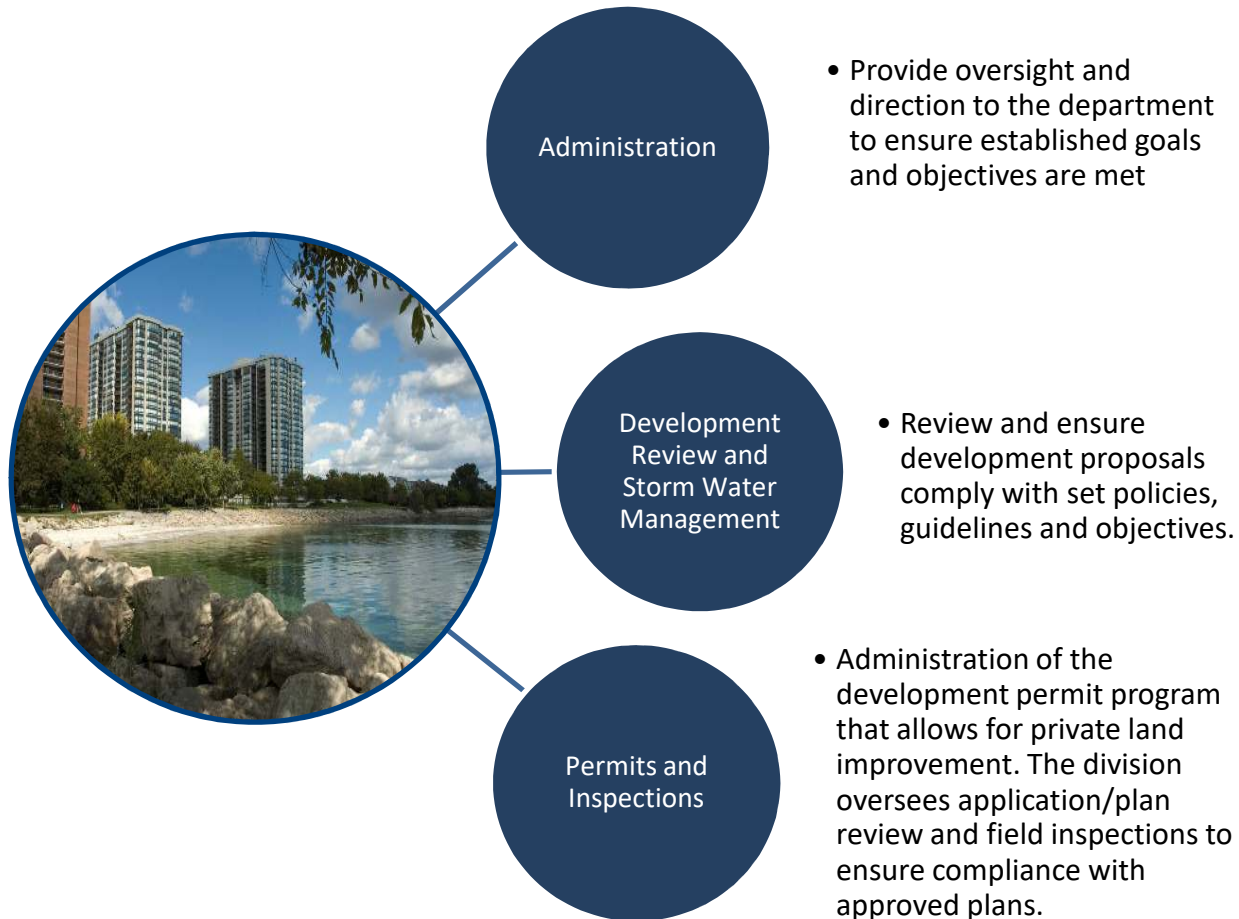 Administration
• Provide oversight and
direction to the department
to ensure established goals
and objectives are met
Development
Review and
Storm Water
Management
• Review and ensure
development proposals
comply with set policies,
guidelines and objectives.
Permits and
Inspections
• Administration of the
development permit program
that allows for private land
improvement. The division
oversees application/plan
review and field inspections to
ensure compliance with
approved plans.